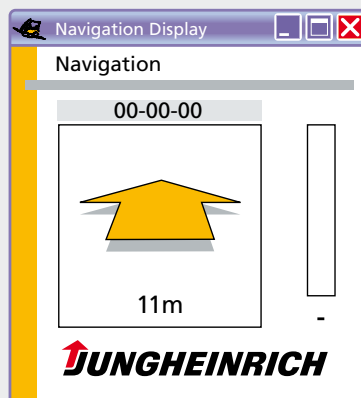 Navigation Display
Navigation
00-00-00
11m
-
JUNGHEINRICH